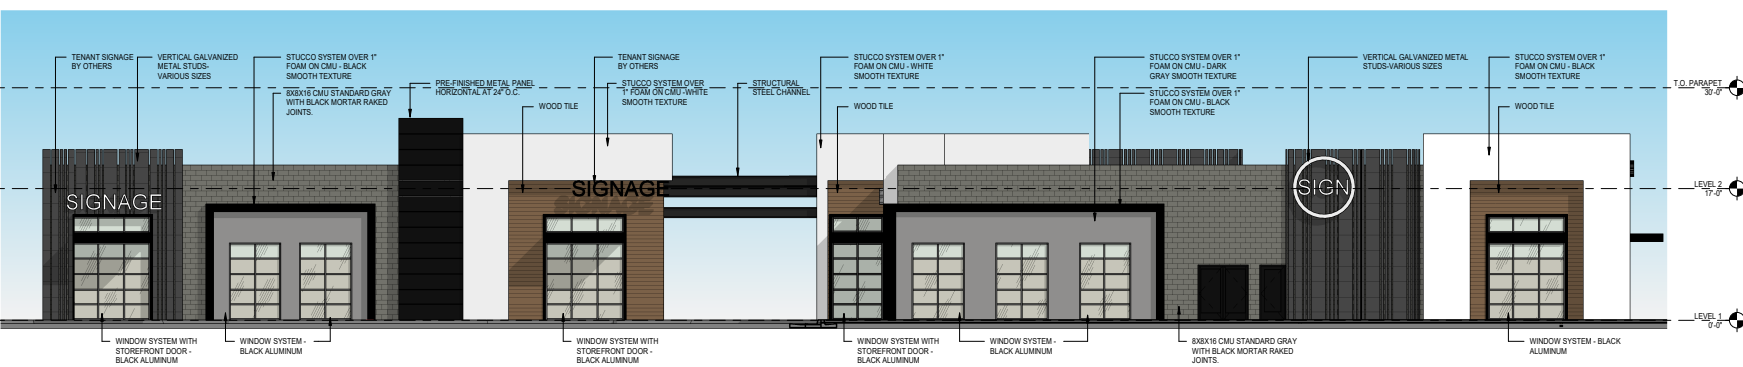 TENANT SIGNAGE
BY OTHERS
VERTICAL GALVANIZED
METAL STUDS-
VARIOUS SIZES
STUCCO SYSTEM OVER 1"
FOAM ON CMU - BLACK
SMOOTH TEXTURE
8X8X16 CMU STANDARD GRAY
WITH BLACK MORTAR RAKED
JOINTS.
PRE-FINISHED METAL PANEL
HORIZONTAL AT 24" O.C.
WOOD TILE
TENANT SIGNAGE
BY OTHERS
STUCCO SYSTEM OVER
1" FOAM ON CMU -WHITE
SMOOTH TEXTURE
STRUCTURAL
STEEL CHANNEL
STUCCO SYSTEM OVER 1"
FOAM ON CMU - WHITE
SMOOTH TEXTURE
WOOD TILE
STUCCO SYSTEM OVER 1"
FOAM ON CMU - DARK
GRAY SMOOTH TEXTURE
STUCCO SYSTEM OVER 1"
FOAM ON CMU - BLACK
SMOOTH TEXTURE
VERTICAL GALVANIZED METAL
STUDS-VARIOUS SIZES
STUCCO SYSTEM OVER 1"
FOAM ON CMU - BLACK
SMOOTH TEXTURE
WOOD TILE
T.O. PARAPET
30'-0"
LEVEL 2
17'-0"
LEVEL 1
0'-0"
SIGNAGE
SIGNAGE
SIGN
WINDOW SYSTEM WITH
STOREFRONT DOOR -
BLACK ALUMINUM
WINDOW SYSTEM -
BLACK ALUMINUM
WINDOW SYSTEM WITH
STOREFRONT DOOR -
BLACK ALUMINUM
WINDOW SYSTEM WITH
STOREFRONT DOOR -
BLACK ALUMINUM
WINDOW SYSTEM -
BLACK ALUMINUM
8X8X16 CMU STANDARD GRAY
WITH BLACK MORTAR RAKED
JOINTS.
WINDOW SYSTEM - BLACK
ALUMINUM